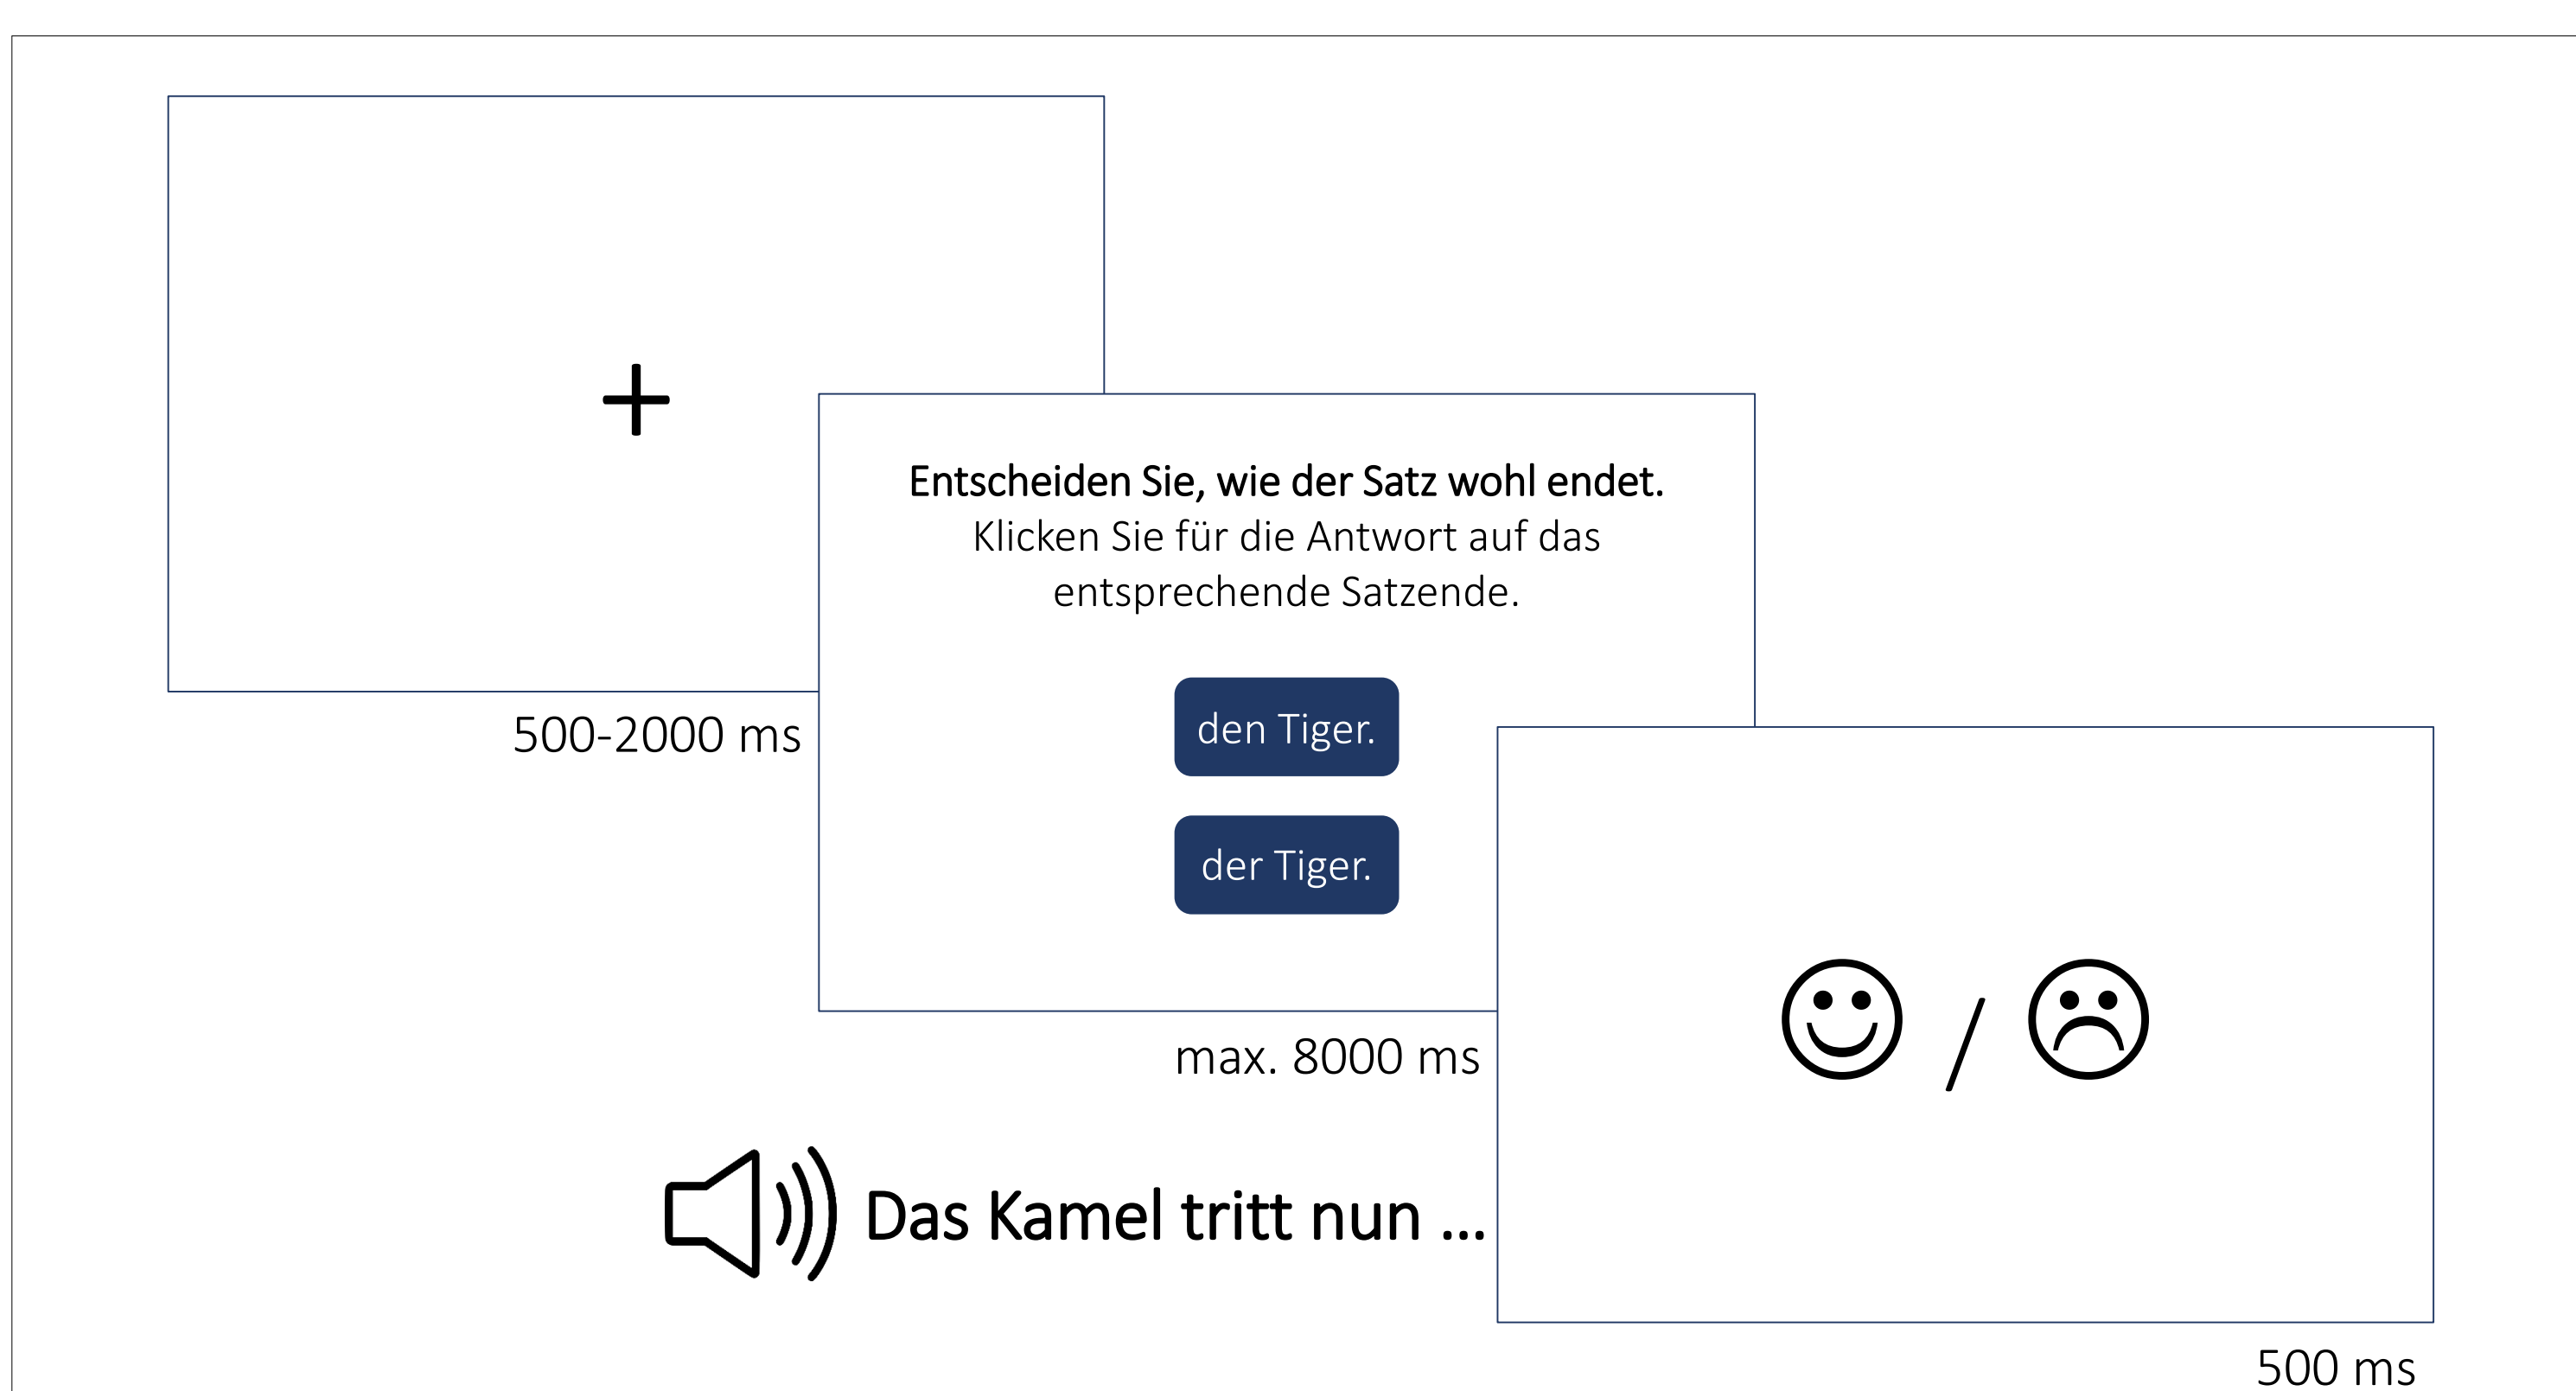 +
500-2000 ms
Entscheiden Sie, wie der Satz wohl endet.
Klicken Sie für die Antwort auf das
entsprechende Satzende.
den Tiger.
der Tiger.
max. 8000 ms
Das Kamel tritt nun ...
/
500 ms